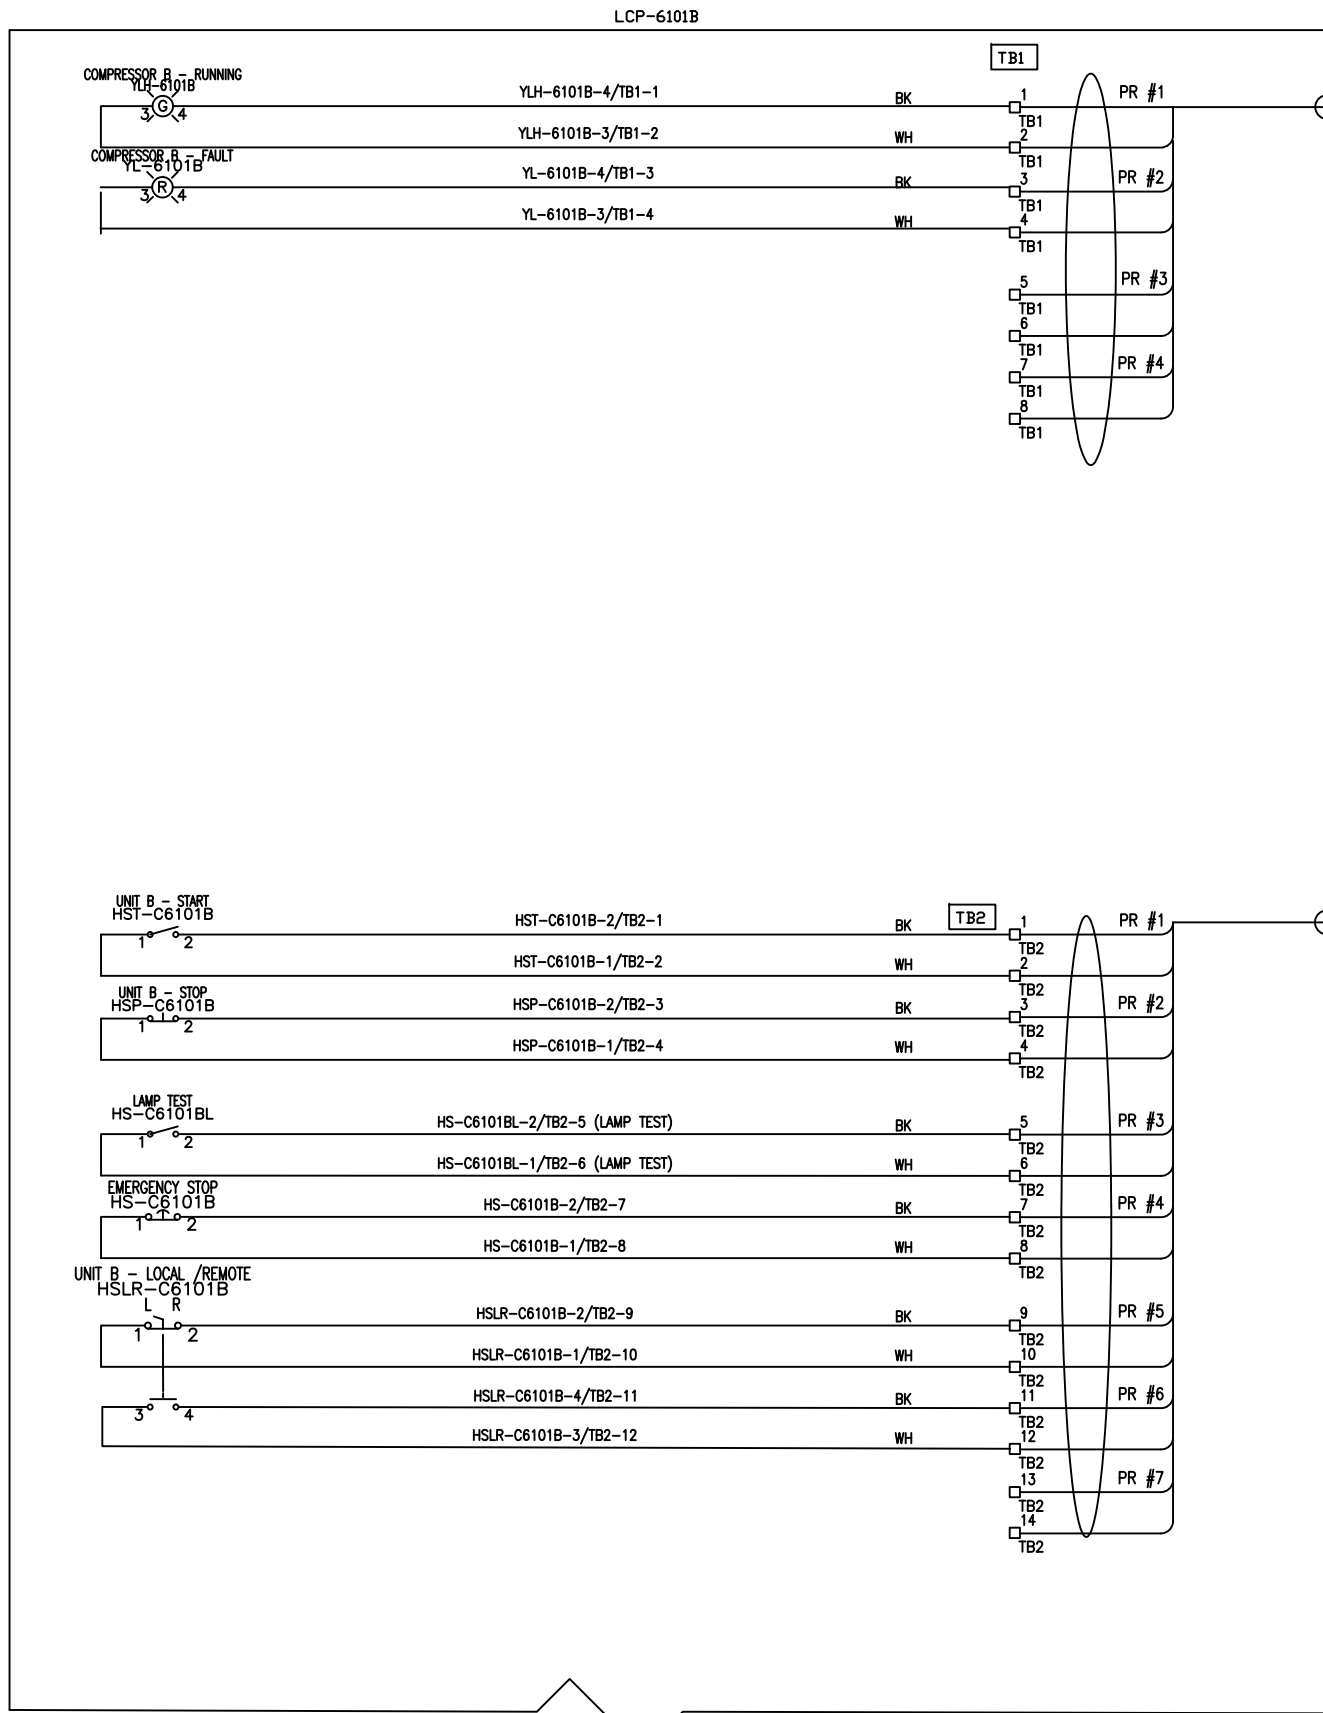 LCP-6101B
TB1
COMPRESSOR B - RUNNING
YLH-6101B
G
3 4
YLH-6101B-4/TB1-1 BK 1 PR #1
TB1
YLH-6101B-3/TB1-2 WH 2
TB1
COMPRESSOR B - FAULT
YL-6101B
R
3 4
YL-6101B-4/TB1-3 BK 3 PR #2
TB1
YL-6101B-3/TB1-4 WH 4
TB1
5 PR #3
TB1
6
TB1
7 PR #4
TB1
8
TB1
UNIT B - START
HST-C6101B
1 2
HST-C6101B-2/TB2-1 BK TB2 1 PR #1
TB2
HST-C6101B-1/TB2-2 WH 2
TB2
UNIT B - STOP
HSP-C6101B
1 2
HSP-C6101B-2/TB2-3 BK 3 PR #2
TB2
HSP-C6101B-1/TB2-4 WH 4
TB2
LAMP TEST
HS-C6101BL
1 2
HS-C6101BL-2/TB2-5 (LAMP TEST) BK 5 PR #3
TB2
HS-C6101BL-1/TB2-6 (LAMP TEST) WH 6
TB2
EMERGENCY STOP
HS-C6101B
1 2
HS-C6101B-2/TB2-7 BK 7 PR #4
TB2
HS-C6101B-1/TB2-8 WH 8
TB2
UNIT B - LOCAL /REMOTE
HSLR-C6101B
L R
1 2
HSLR-C6101B-2/TB2-9 BK 9 PR #5
TB2
HSLR-C6101B-1/TB2-10 WH 10
TB2
3 4
HSLR-C6101B-4/TB2-11 BK 11 PR #6
TB2
HSLR-C6101B-3/TB2-12 WH 12
TB2
13 PR #7
TB2
14
TB2